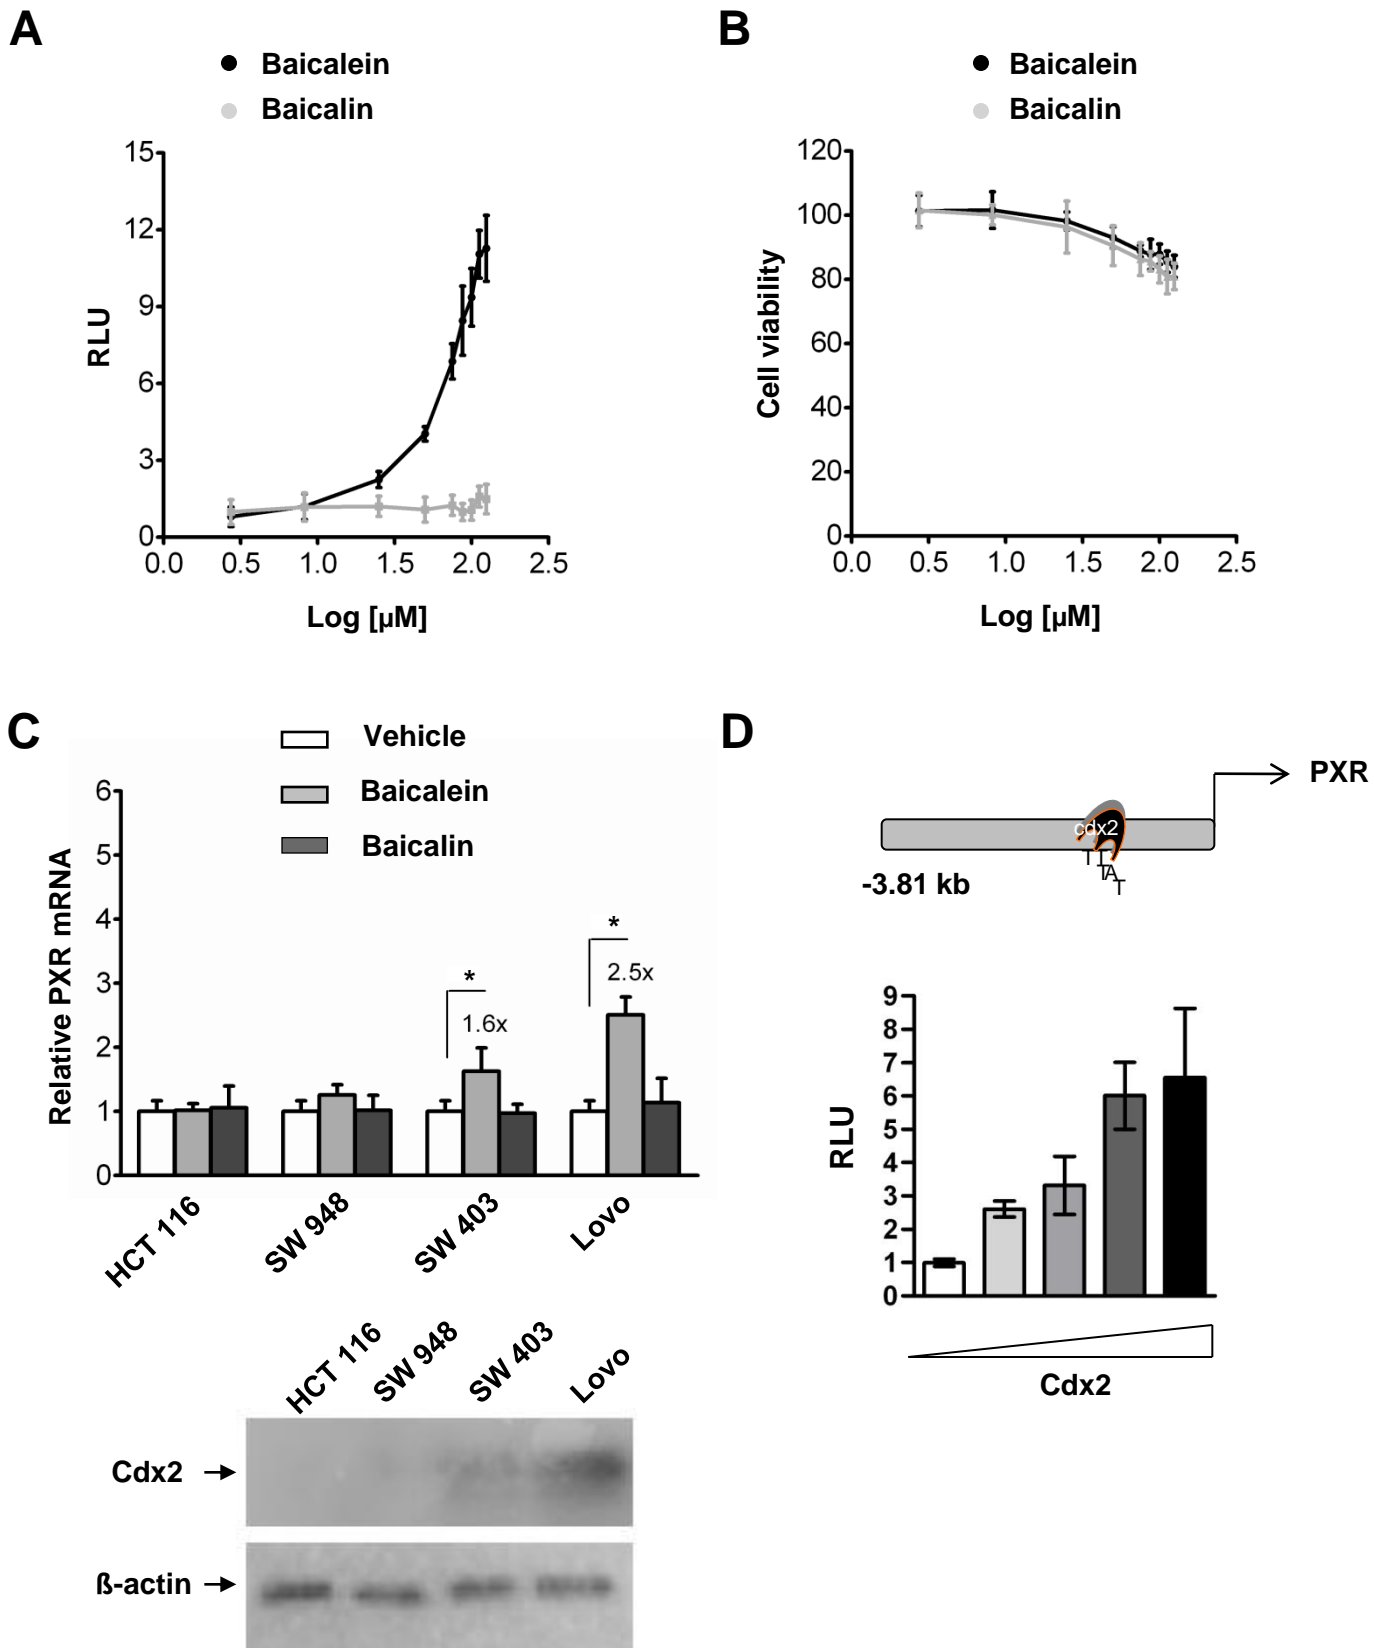 A
Baicalein
Baicalin
15
12
9
6
3
0
RLU
0.0 0.5 1.0 1.5 2.0 2.5
Log [µM]
B
Baicalein
Baicalin
120
100
80
60
40
20
0
Cell viability
0.0 0.5 1.0 1.5 2.0 2.5
Log [µM]
C
Vehicle
Baicalein
Baicalin
6
5
4
3
2
1
0
Relative PXR mRNA
*
1.6x
*
2.5x
HCT 116 SW 948 SW 403 Lovo
HCT 116 SW 948 SW 403 Lovo
Cdx2
ß-actin
D
PXR
cdx2
TTTAT
-3.81 kb
9
8
7
6
5
4
3
2
1
0
RLU
Cdx2